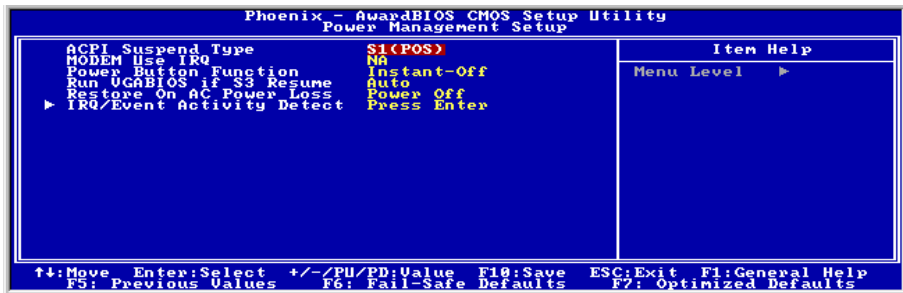 Phoenix - AwardBIOS CMOS Setup Utility
Power Management Setup
ACPI Suspend Type S1(POS)
MODEM Use IRQ NA
Power Button Function Instant-Off
Run VGABIOS if S3 Resume Auto
Restore On AC Power Loss Power Off
► IRQ/Event Activity Detect Press Enter
Item Help
Menu Level ►
↑↓:Move Enter:Select +/-/PU/PD:Value F10:Save ESC:Exit F1:General Help
F5: Previous Values F6: Fail-Safe Defaults F7: Optimized Defaults